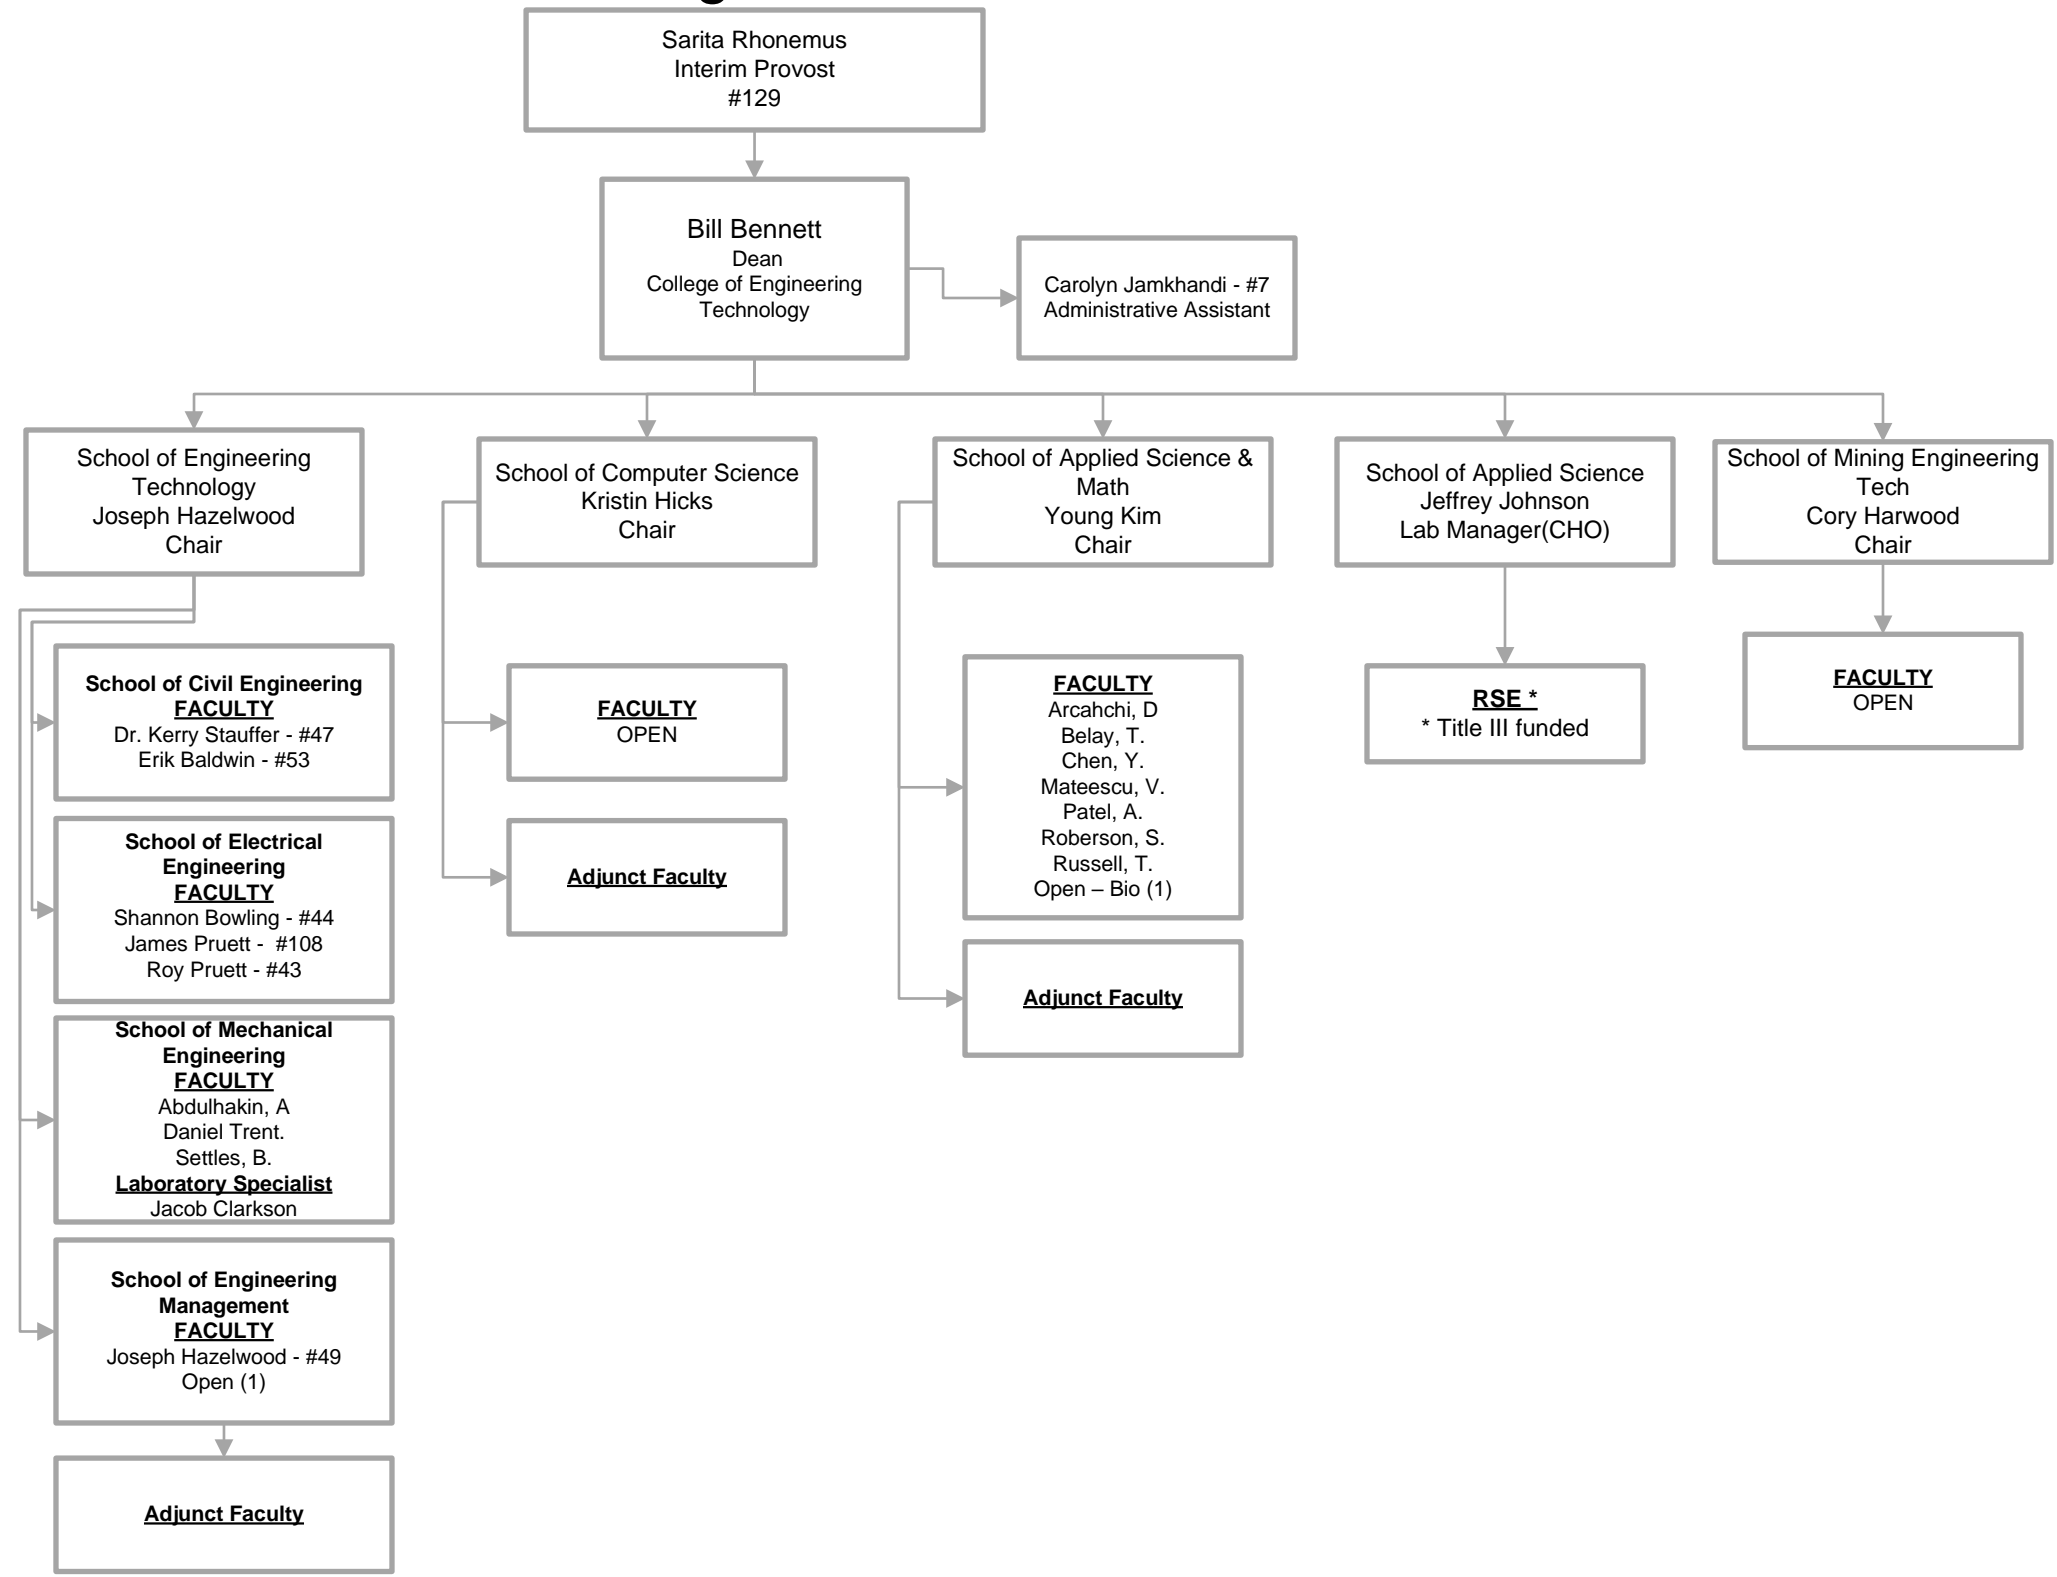 Sarita Rhonemus
Interim Provost
#129
Bill Bennett
Dean
College of Engineering
Technology
Carolyn Jamkhandi - #7
Administrative Assistant
School of Engineering
Technology
Joseph Hazelwood
Chair
School of Computer Science
Kristin Hicks
Chair
School of Applied Science &
Math
Young Kim
Chair
School of Applied Science
Jeffrey Johnson
Lab Manager(CHO)
School of Mining Engineering
Tech
Cory Harwood
Chair
School of Civil Engineering
FACULTY
Dr. Kerry Stauffer - #47
Erik Baldwin - #53
School of Electrical
Engineering
FACULTY
Shannon Bowling - #44
James Pruett -  #108
Roy Pruett - #43
School of Mechanical
Engineering
FACULTY
Abdulhakin, A
Daniel Trent.
Settles, B.
Laboratory Specialist
Jacob Clarkson
School of Engineering
Management
FACULTY
Joseph Hazelwood - #49
Open (1)
Adjunct Faculty
FACULTY
OPEN
Adjunct Faculty
FACULTY
Arcahchi, D
Belay, T.
Chen, Y.
Mateescu, V.
Patel, A.
Roberson, S.
Russell, T.
Open – Bio (1)
Adjunct Faculty
RSE *
* Title III funded
FACULTY
OPEN